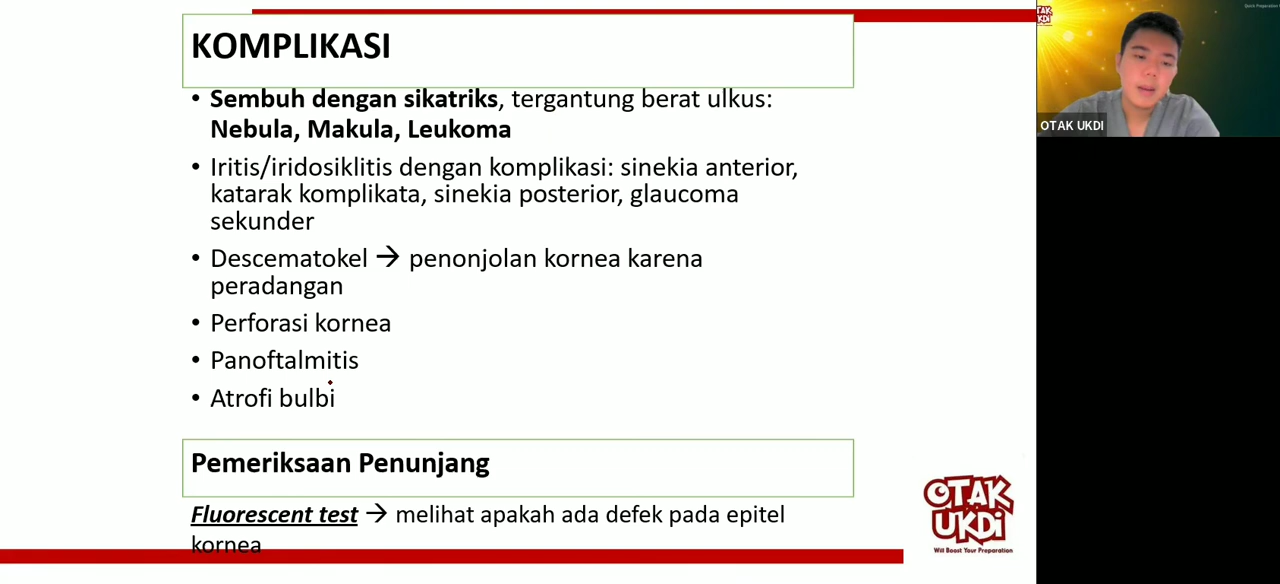 KOMPLIKASI
• Sembuh dengan sikatriks, tergantung berat ulkus:
Nebula, Makula, Leukoma
• Iritis/iridosiklitis dengan komplikasi: sinekia anterior,
katarak komplikata, sinekia posterior, glaucoma
sekunder
• Descematokel → penonjolan kornea karena
peradangan
• Perforasi kornea
• Panoftalmitis
• Atrofi bulbi
Pemeriksaan Penunjang
Fluorescent test → melihat apakah ada defek pada epitel
kornea
OTAK
UKDI
Will Boost Your Preparation
TAK
KDI
OTAK UKDI